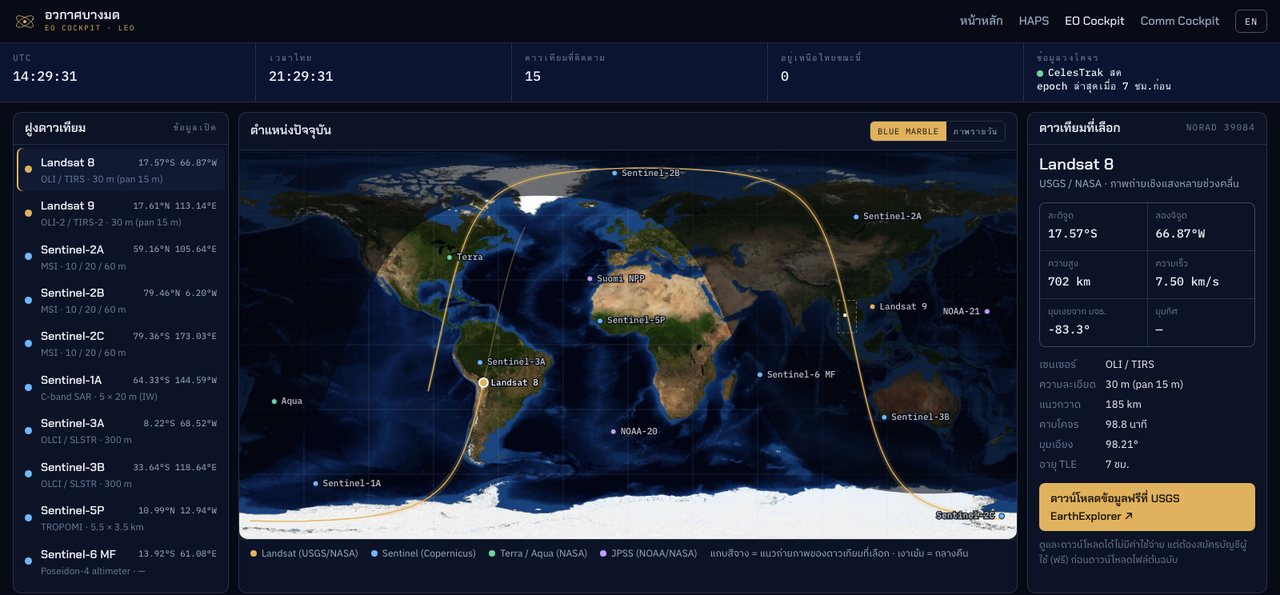 อวกาศบางมด
EO COCKPIT · LEO
หน้าหลัก HAPS EO Cockpit Comm Cockpit EN
UTC
14:29:31
เวลาไทย
21:29:31
ดาวเทียมที่ติดตาม
15
อยู่เหนือไทยขณะนี้
0
ข้อมูลวงโคจร
CelesTrak สด
epoch ล่าสุดเมื่อ 7 ชม.ก่อน
ฝูงดาวเทียม ข้อมูลเปิด
Landsat 8 17.57°S 66.87°W
OLI / TIRS · 30 m (pan 15 m)
Landsat 9 17.61°N 113.14°E
OLI-2 / TIRS-2 · 30 m (pan 15 m)
Sentinel-2A 59.16°N 105.64°E
MSI · 10 / 20 / 60 m
Sentinel-2B 79.46°N 6.20°W
MSI · 10 / 20 / 60 m
Sentinel-2C 79.36°S 173.03°E
MSI · 10 / 20 / 60 m
Sentinel-1A 64.33°S 144.59°W
C-band SAR · 5 × 20 m (IW)
Sentinel-3A 8.22°S 68.52°W
OLCI / SLSTR · 300 m
Sentinel-3B 33.64°S 118.64°E
OLCI / SLSTR · 300 m
Sentinel-5P 10.99°N 12.94°W
TROPOMI · 5.5 × 3.5 km
Sentinel-6 MF 13.92°S 61.08°E
Poseidon-4 altimeter · —
ตำแหน่งปัจจุบัน
BLUE MARBLE ภาพรายวัน
Sentinel-2B
Sentinel-2A
Terra
Suomi NPP
Landsat 9
NOAA-21
Sentinel-5P
Sentinel-3A
Sentinel-6 MF
Landsat 8
Aqua
Sentinel-3B
NOAA-20
Sentinel-1A
Sentinel-2C
Landsat (USGS/NASA) Sentinel (Copernicus) Terra / Aqua (NASA) JPSS (NOAA/NASA) แถบสีจาง = แนวถ่ายภาพของดาวเทียมที่เลือก · เงาเข้ม = กลางคืน
ดาวเทียมที่เลือก NORAD 39084
Landsat 8
USGS / NASA · ภาพถ่ายเชิงแสงหลายช่วงคลื่น
ละติจูด
17.57°S
ลองจิจูด
66.87°W
ความสูง
702 km
ความเร็ว
7.50 km/s
มุมเงยจาก มจธ.
-83.3°
มุมทิศ
—
เซนเซอร์ OLI / TIRS
ความละเอียด 30 m (pan 15 m)
แนวกวาด 185 km
คาบโคจร 98.8 นาที
มุมเอียง 98.21°
อายุ TLE 7 ชม.
ดาวน์โหลดข้อมูลฟรีที่ USGS
EarthExplorer ↗
ดูและดาวน์โหลดได้ไม่มีค่าใช้จ่าย แต่ต้องสมัครบัญชีผู้
ใช้ (ฟรี) ก่อนดาวน์โหลดไฟล์ต้นฉบับ